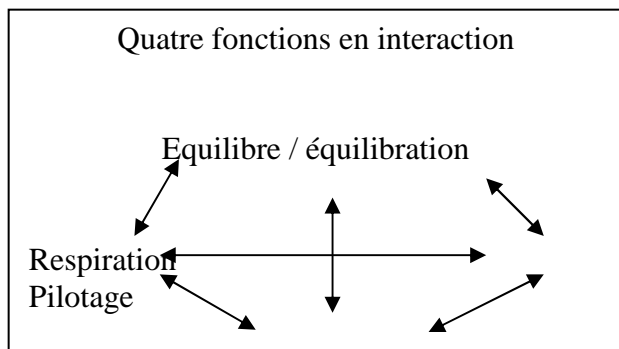 Quatre fonctions en interaction
Equilibre / équilibration
Respiration
Pilotage